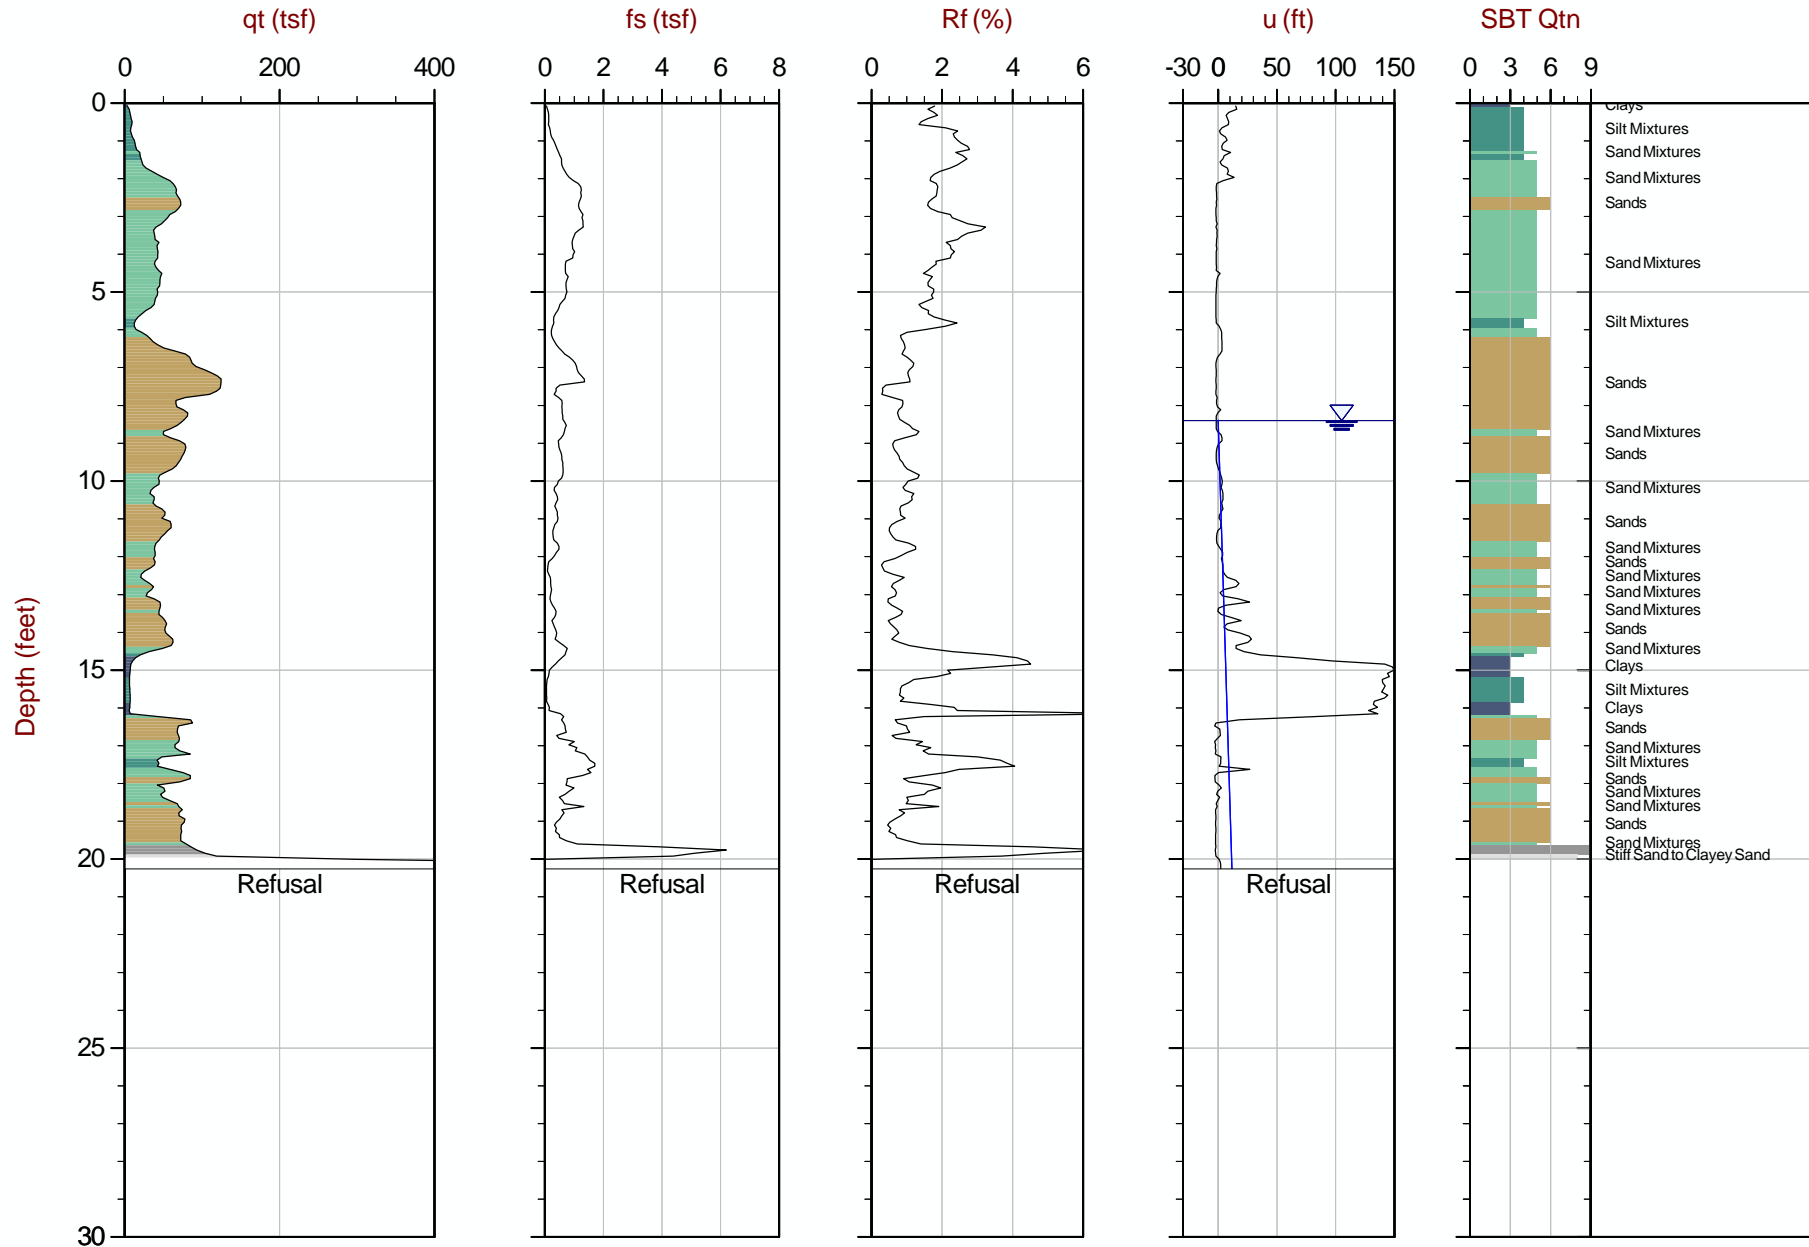 qt (tsf) fs (tsf) Rf (%) u (ft) SBT Qtn
0 200 400 0 2 4 6 8 0 2 4 6 -30 0 50 100 150 0 3 6 9
0
Clays
Silt Mixtures
Sand Mixtures
Sand Mixtures
Sands
Sand Mixtures
5
Silt Mixtures
Sands
Sand Mixtures
Sands
10
Sand Mixtures
Sands
Sand Mixtures
Sands
Sand Mixtures
Sand Mixtures
Sand Mixtures
Sands
Sand Mixtures
Depth (feet)
15
Clays
Silt Mixtures
Clays
Sands
Sand Mixtures
Silt Mixtures
Sands
Sand Mixtures
Sand Mixtures
Sands
Sand Mixtures
20
Stiff Sand to Clayey Sand
Refusal Refusal Refusal Refusal
25
30